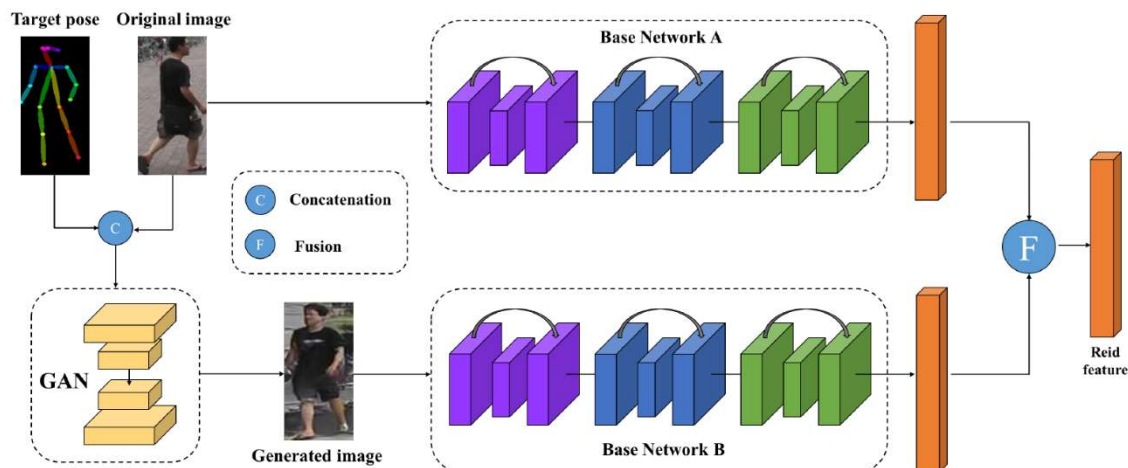 Target pose
Original image
Base Network A
C
C
Concatenation
F
Fusion
F
GAN
Generated image
Base Network B
Reid
feature